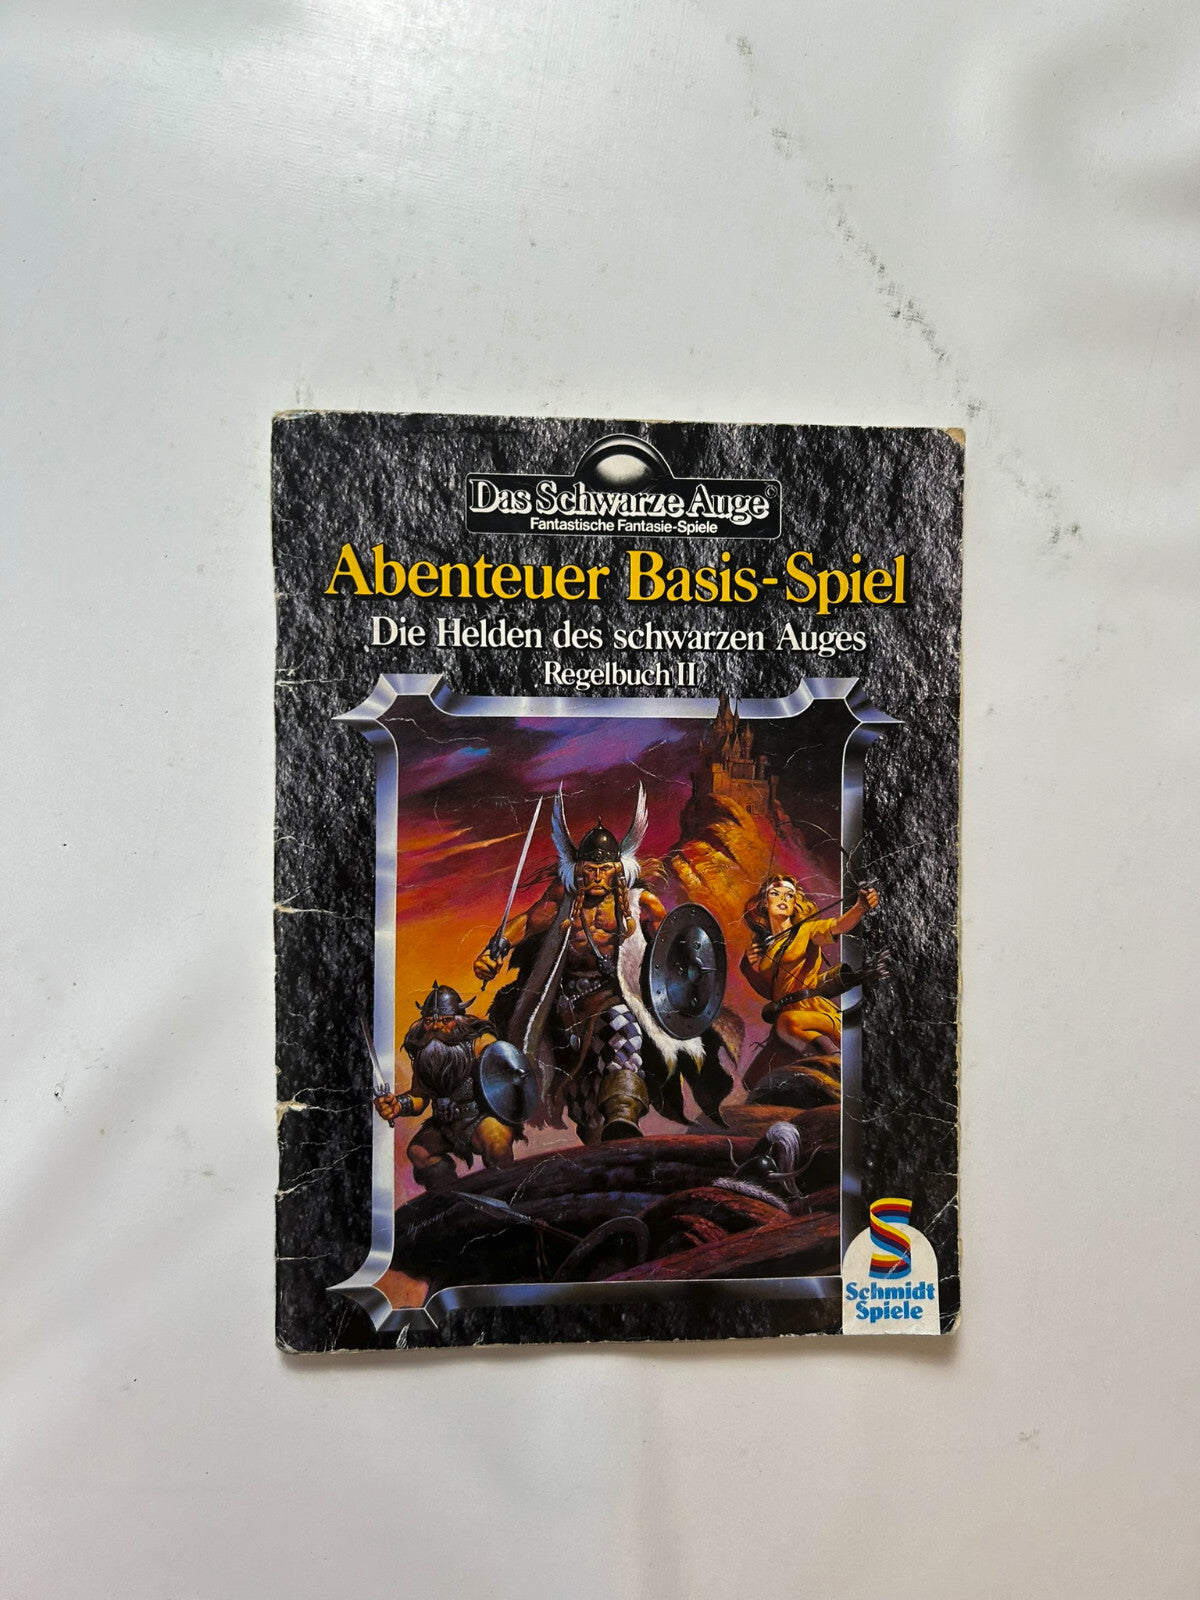 Das Schwarze Auge©
Fantastische Fantasie-Spiele
Abenteuer Basis-Spiel
Die Helden des schwarzen Auges
Regelbuch II
Schmidt
Spiele